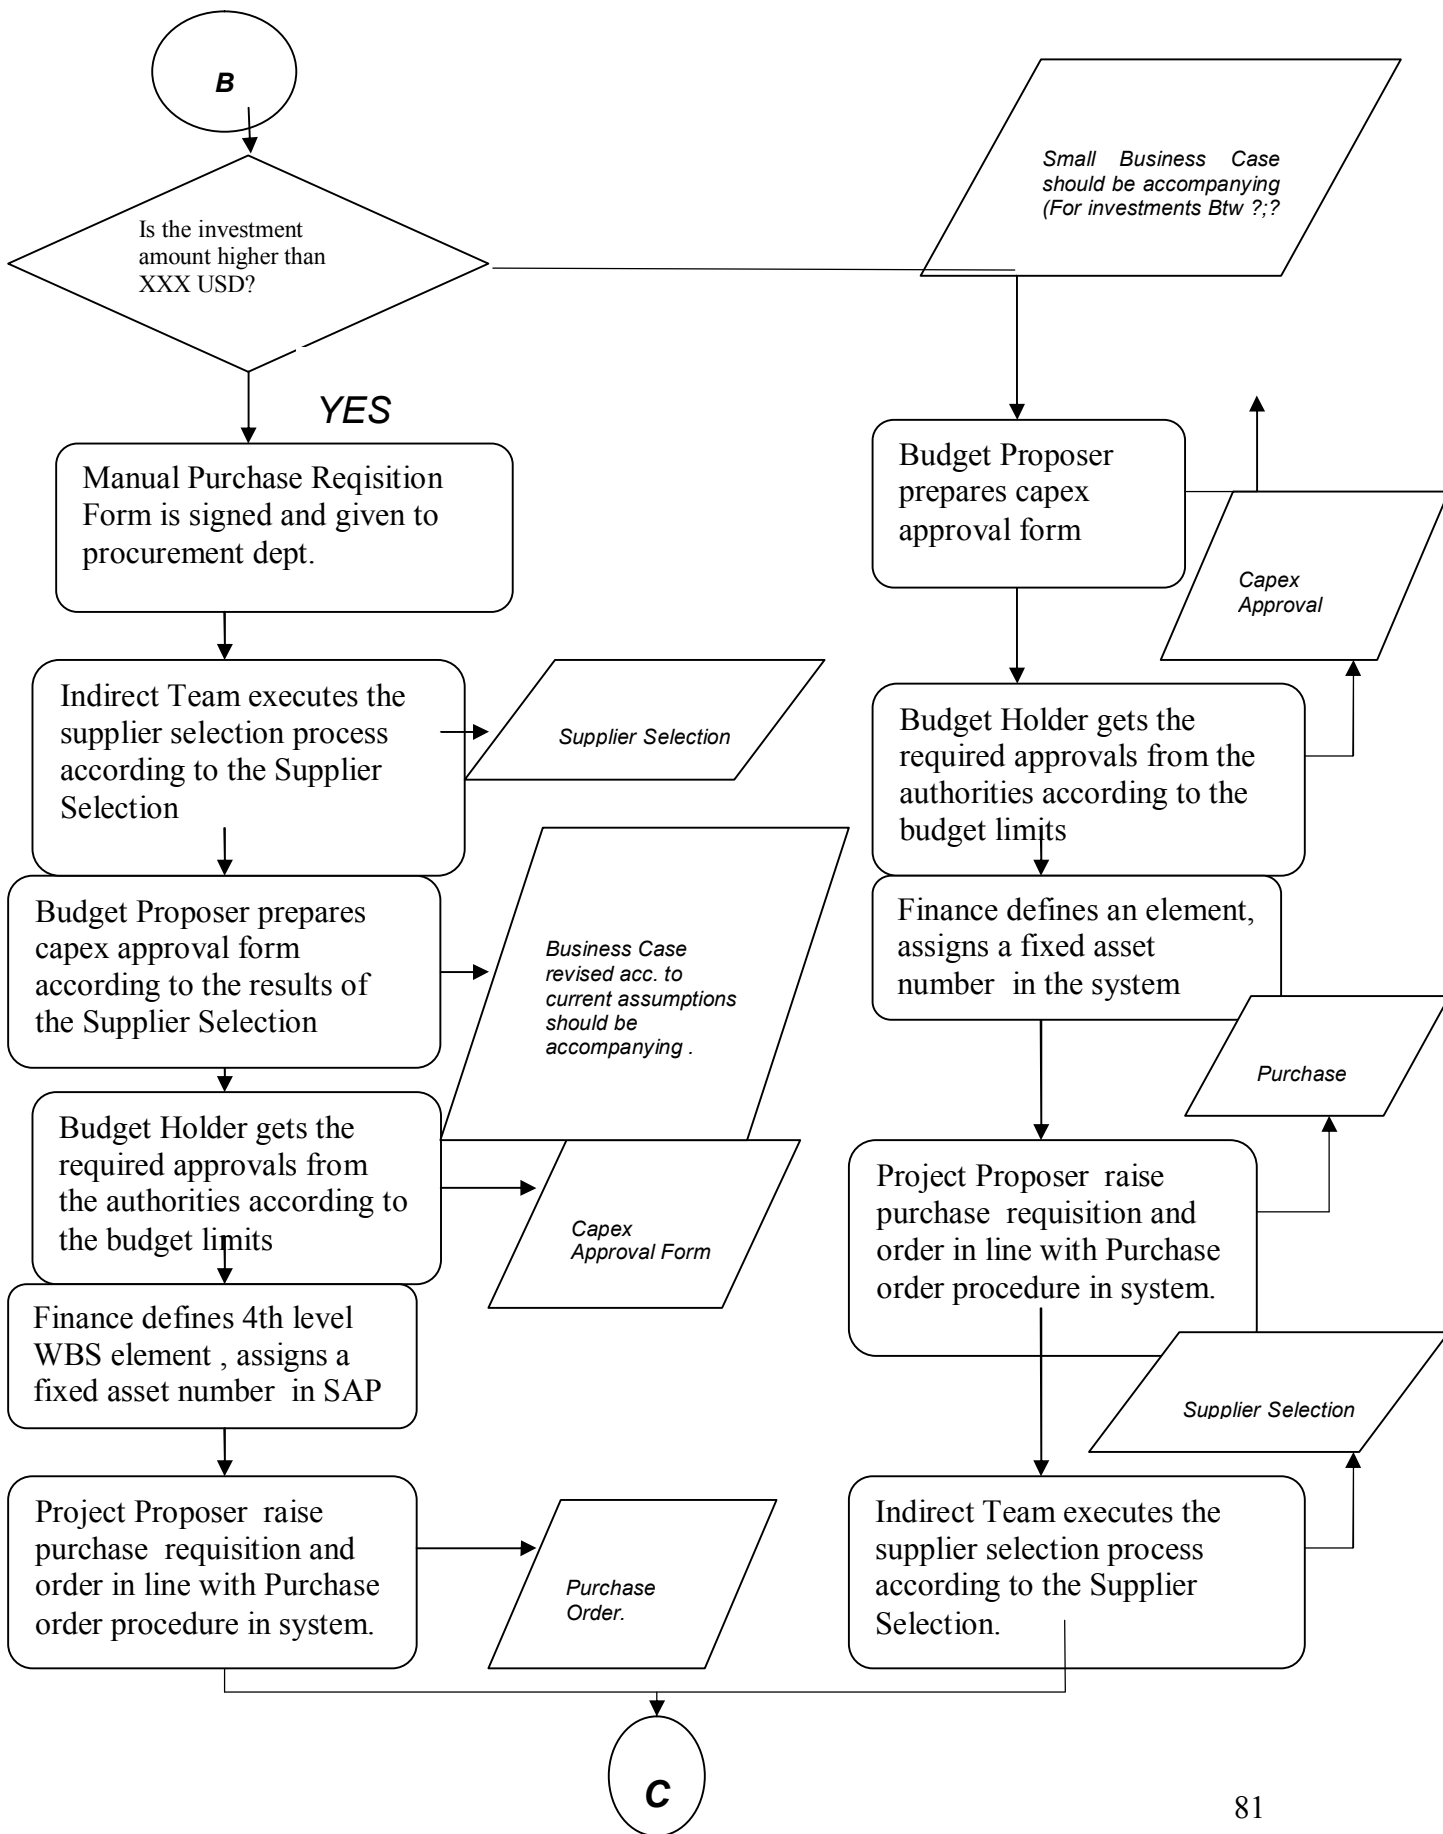 B
Is the investment
amount higher than
XXX USD?
Small Business Case
should be accompanying
(For investments Btw ?;?
YES
Manual Purchase Reqisition
Form is signed and given to
procurement dept.
Budget Proposer
prepares capex
approval form
Capex
Approval
Indirect Team executes the
supplier selection process
according to the Supplier
Selection
Supplier Selection
Budget Holder gets the
required approvals from the
authorities according to the
budget limits
Budget Proposer prepares
capex approval form
according to the results of
the Supplier Selection
Business Case
revised acc. to
current assumptions
should be
accompanying .
Finance defines an element,
assigns a fixed asset
number in the system
Purchase
Budget Holder gets the
required approvals from
the authorities according to
the budget limits
Capex
Approval Form
Project Proposer raise
purchase requisition and
order in line with Purchase
order procedure in system.
Finance defines 4th level
WBS element , assigns a
fixed asset number in SAP
Supplier Selection
Project Proposer raise
purchase requisition and
order in line with Purchase
order procedure in system.
Purchase
Order.
Indirect Team executes the
supplier selection process
according to the Supplier
Selection.
C
81